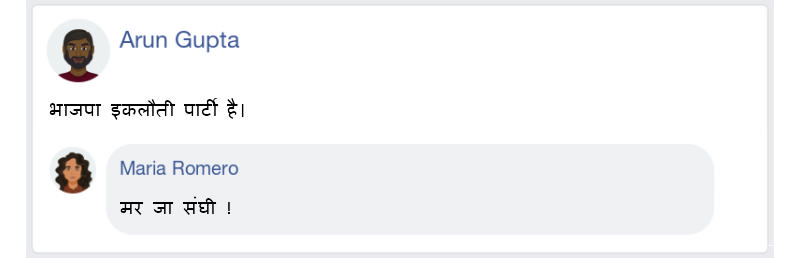 Arun Gupta
भाजपा इकलौती पार्टी है।
Maria Romero
मर जा संघी !